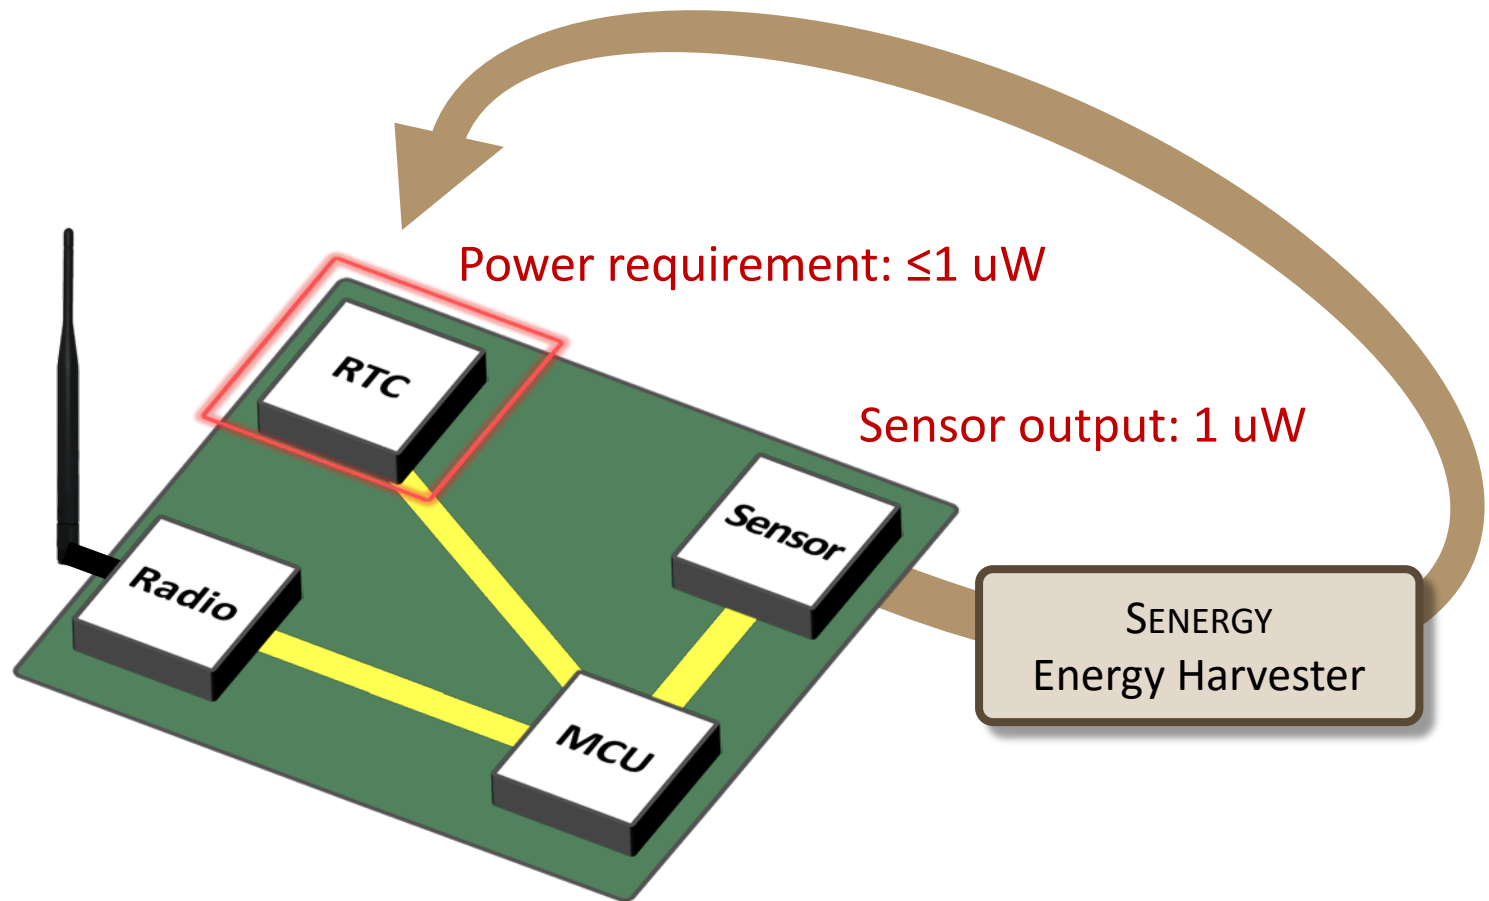 Power requirement: ≤1 uW
RTC
Sensor output: 1 uW
Sensor
Radio
SENERGY
Energy Harvester
MCU